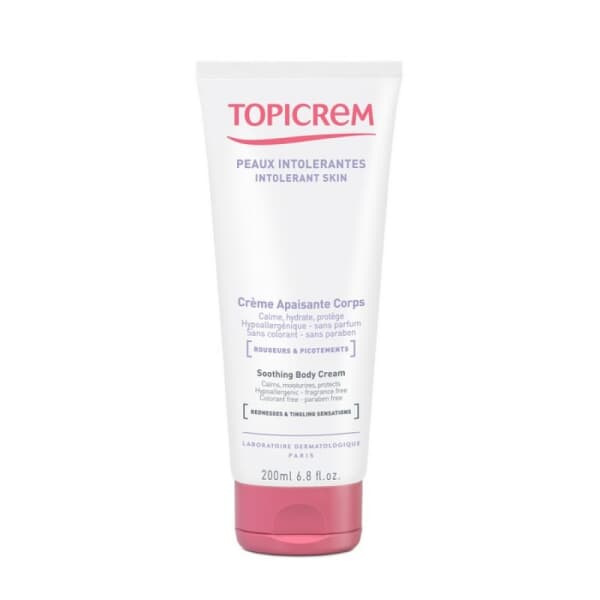 TOPICREM
PEAUX INTOLERANTES
INTOLERANT SKIN
Crème Apaisante Corps
Calme, hydrate, protège
Hypoallergénique - sans parfum
Sans colorant - sans paraben
[ROUGEURS & PICOTEMENTS]
Soothing Body Cream
Calms, moisturizes, protects
Hypoallergenic - fragrance free
Colorant free - paraben free
[REDNESSES & TINGLING SENSATIONS]
LABORATOIRE DERMATOLOGIQUE
PARIS
200ml 6.8 fl.oz.